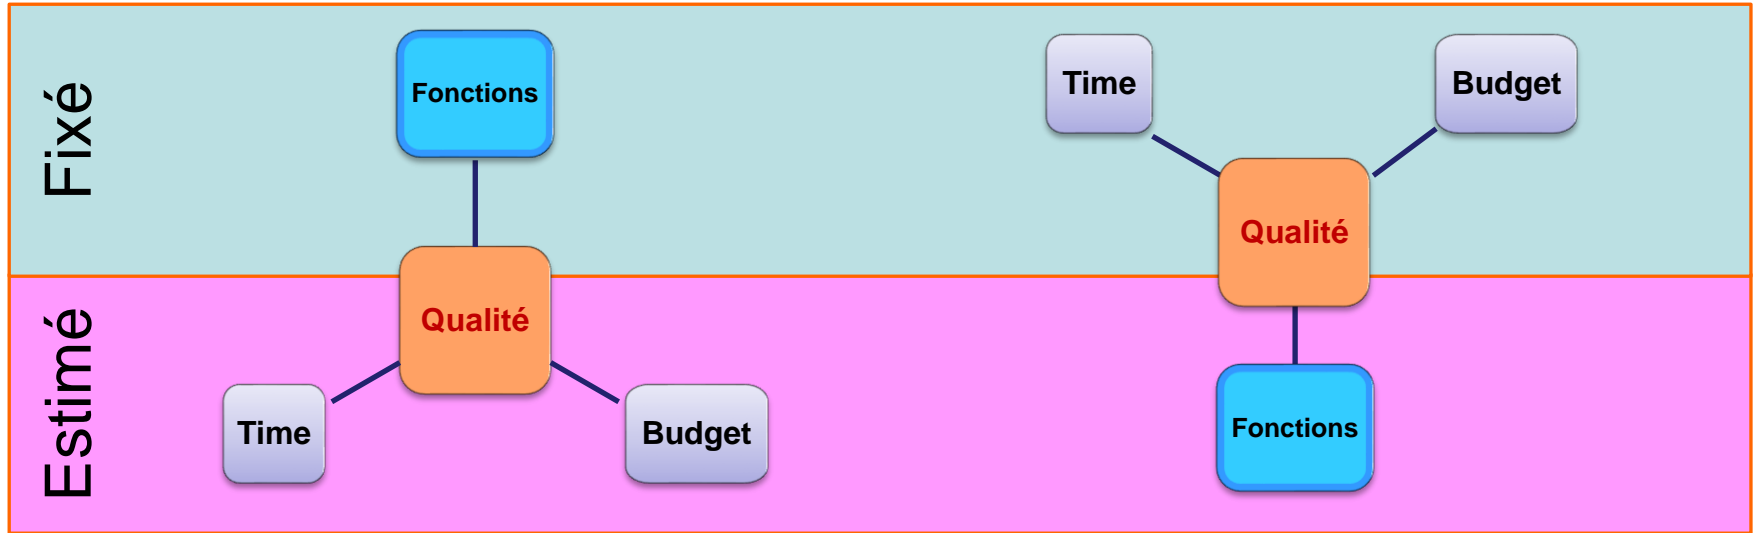 Fixé
Fonctions
Time
Budget
Qualité
Estimé
Qualité
Time
Budget
Fonctions